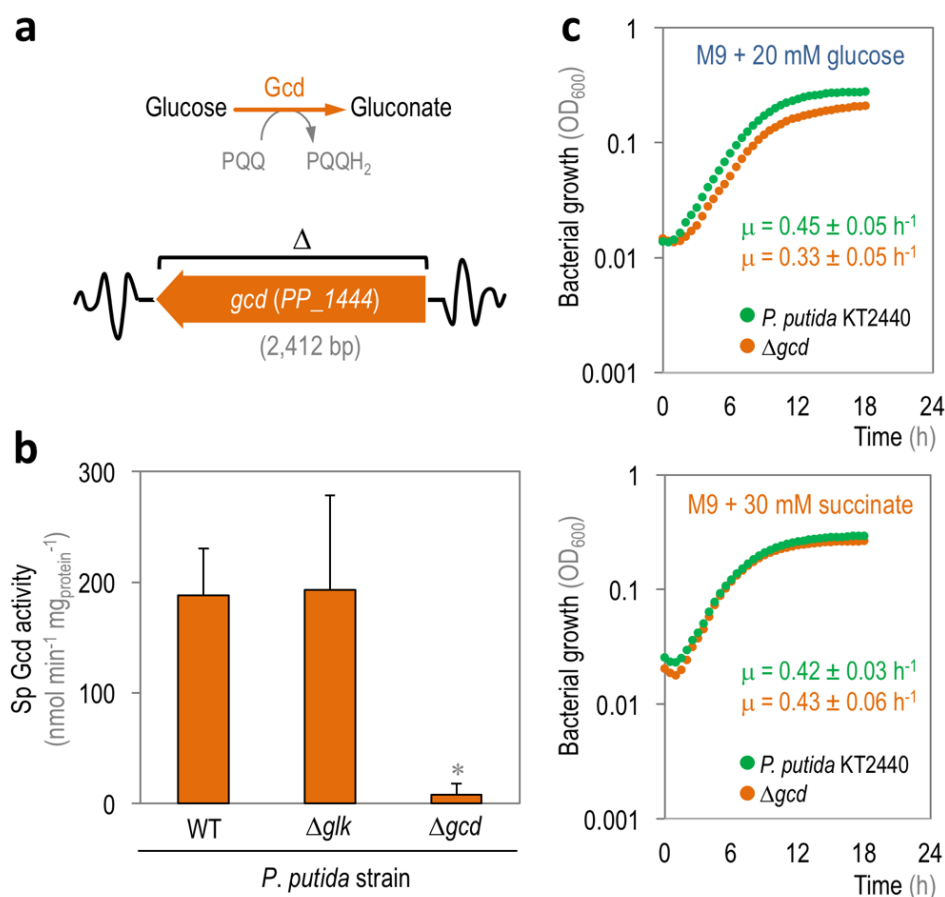 a
Gcd
Glucose
Gluconate
PQQ
PQQH₂
Δ
gcd (PP_1444)
(2,412 bp)
b
Sp Gcd activity
(nmol min⁻¹ mg protein⁻¹)
300
200
100
0
*
WT
Δglk
Δgcd
P. putida strain
c
M9 + 20 mM glucose
Bacterial growth (OD₆₀₀)
1
0.1
0.01
0.001
μ = 0.45 ± 0.05 h⁻¹
μ = 0.33 ± 0.05 h⁻¹
P. putida KT2440
Δgcd
0 6 12 18 24
Time (h)
M9 + 30 mM succinate
Bacterial growth (OD₆₀₀)
1
0.1
0.01
0.001
μ = 0.42 ± 0.03 h⁻¹
μ = 0.43 ± 0.06 h⁻¹
P. putida KT2440
Δgcd
0 6 12 18 24
Time (h)